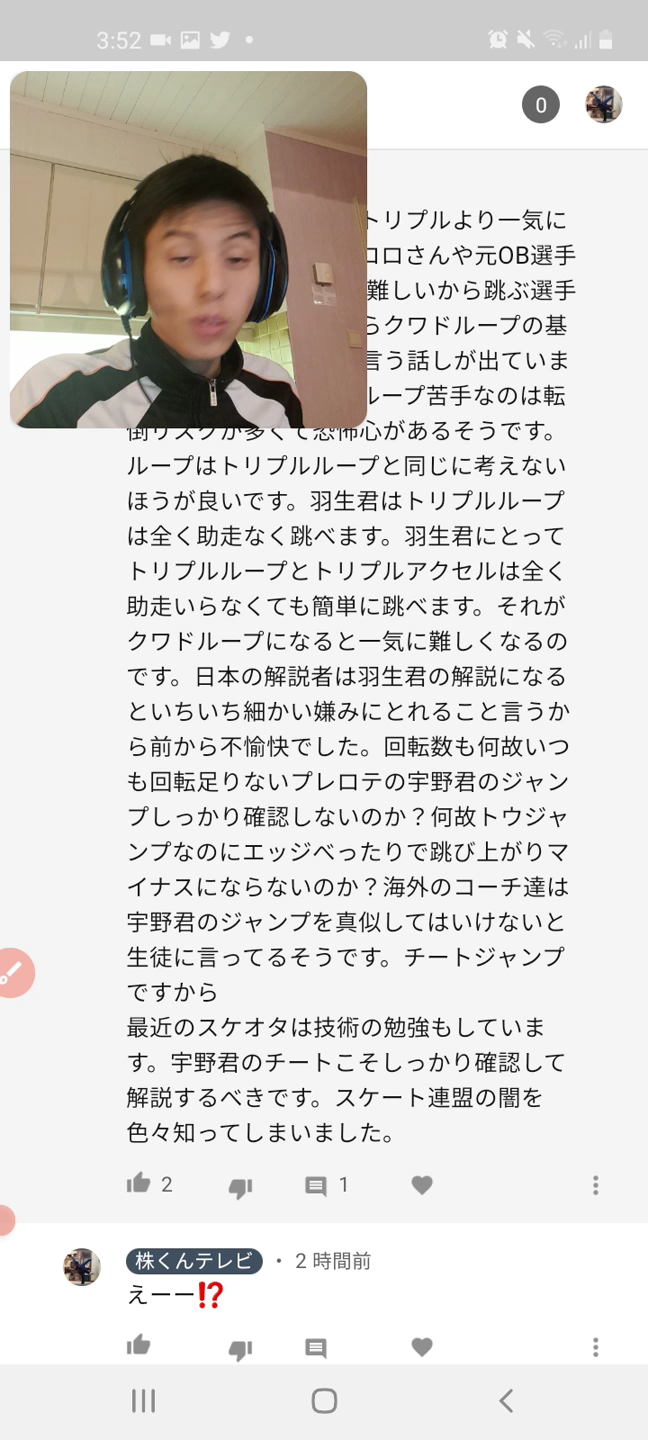 3:52
0
トリプルより一気に
コロさんや元OB選手
難しいから跳ぶ選手
らクワドループの基
言う話しが出ていま
ループ苦手なのは転
倒リスクが多くて恐怖心があるそうです。
ループはトリプルループと同じに考えない
ほうが良いです。羽生君はトリプルループ
は全く助走なく跳べます。羽生君にとって
トリプルループとトリプルアクセルは全く
助走いらなくても簡単に跳べます。それが
クワドループになると一気に難しくなるの
です。日本の解説者は羽生君の解説になる
といちいち細かい嫌みにとれること言うか
ら前から不愉快でした。回転数も何故いつ
も回転足りないプレロテの宇野君のジャン
プしっかり確認しないのか？何故トウジャ
ンプなのにエッジべったりで跳び上がりマ
イナスにならないのか？海外のコーチ達は
宇野君のジャンプを真似してはいけないと
生徒に言ってるそうです。チートジャンプ
ですから
最近のスケオタは技術の勉強もしていま
す。宇野君のチートこそしっかり確認して
解説するべきです。スケート連盟の闇を
色々知ってしまいました。
2
1
株くんテレビ • 2 時間前
えーー⁉️